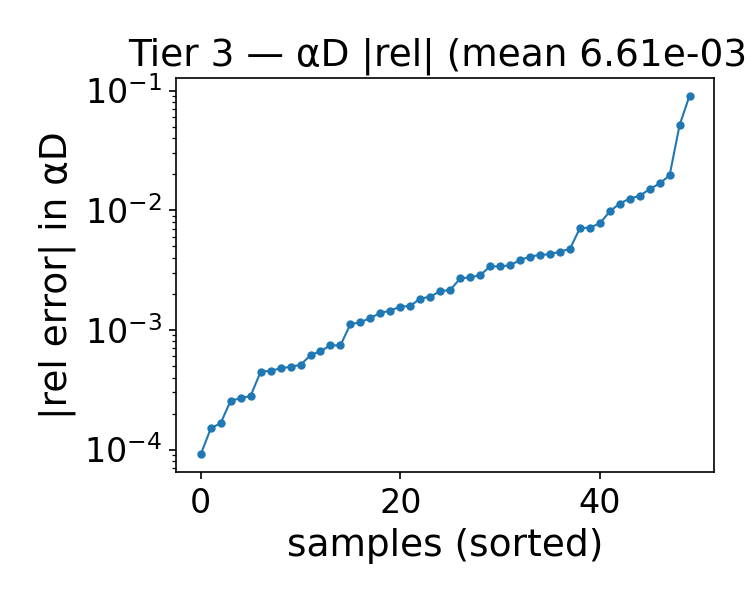 Tier 3 — αD |rel| (mean 6.61e-03
10⁻¹
10⁻²
10⁻³
10⁻⁴
|rel error| in αD
0 20 40
samples (sorted)